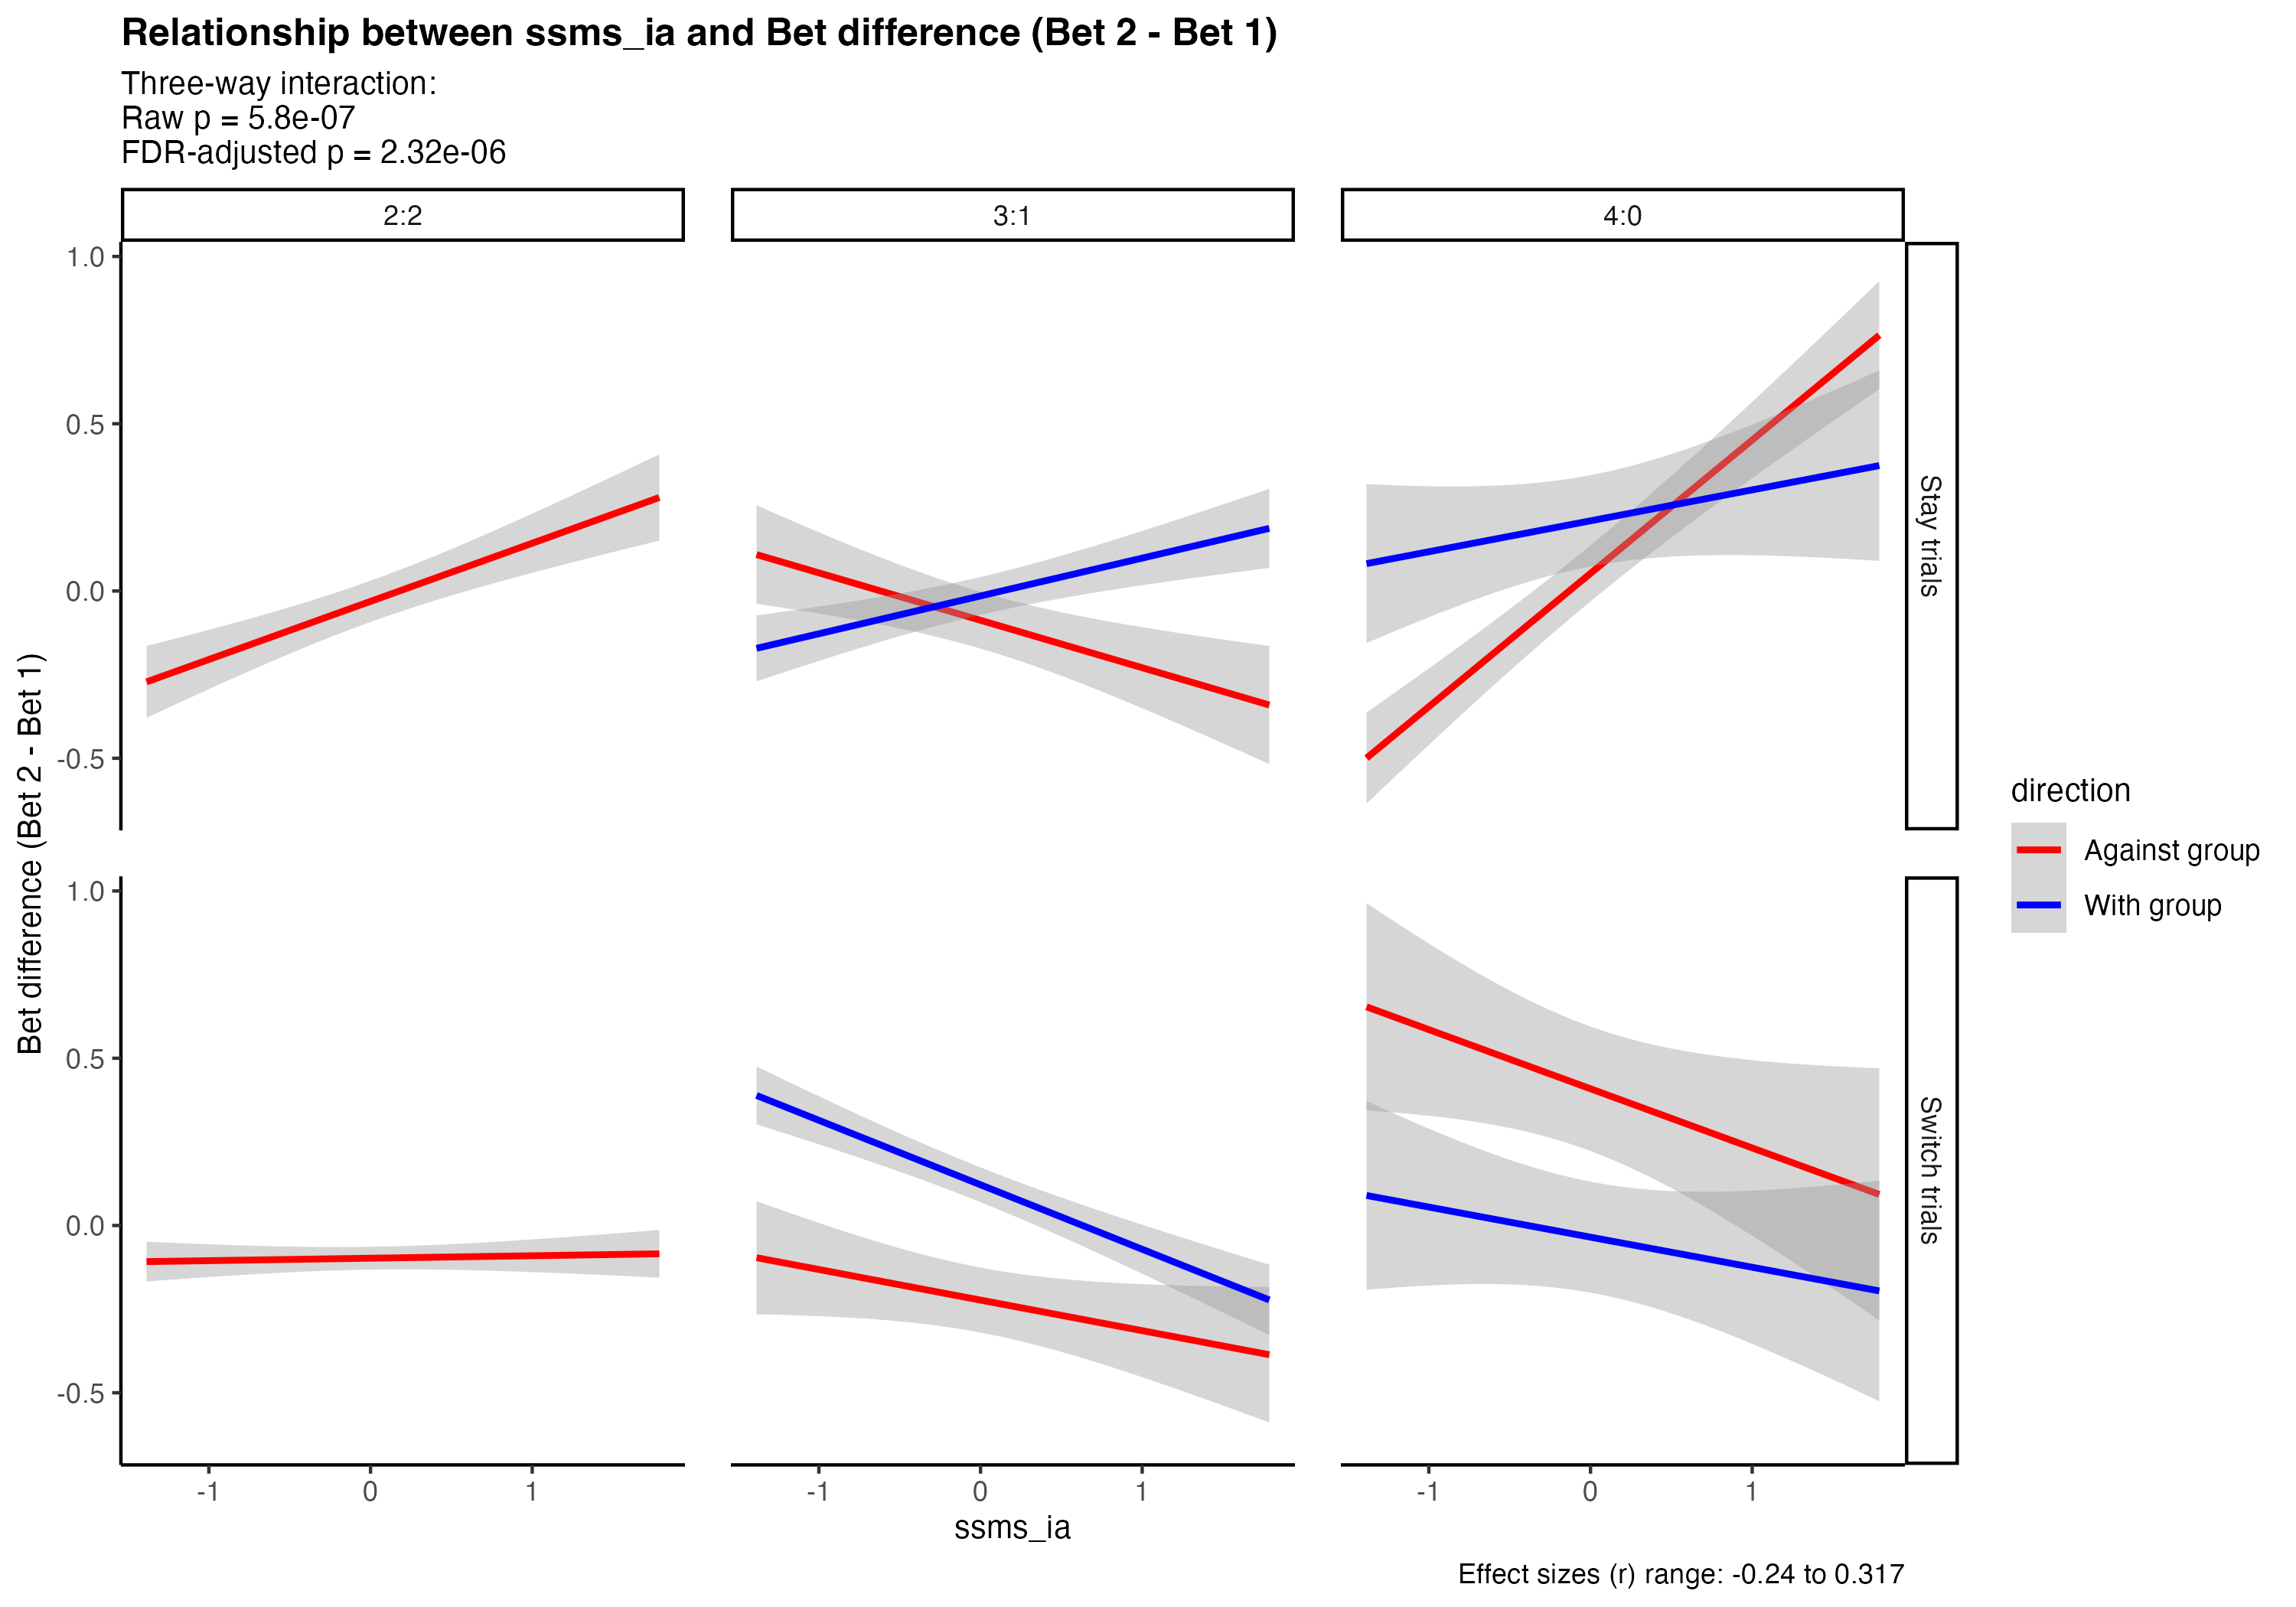 Relationship between ssms_ia and Bet difference (Bet 2 - Bet 1)
Three-way interaction:
Raw p = 5.8e-07
FDR-adjusted p = 2.32e-06
2:2
3:1
4:0
1.0
0.5
0.0
-0.5
Stay trials
1.0
0.5
0.0
-0.5
Switch trials
Bet difference (Bet 2 - Bet 1)
-1
0
1
-1
0
1
-1
0
1
ssms_ia
direction
Against group
With group
Effect sizes (r) range: -0.24 to 0.317